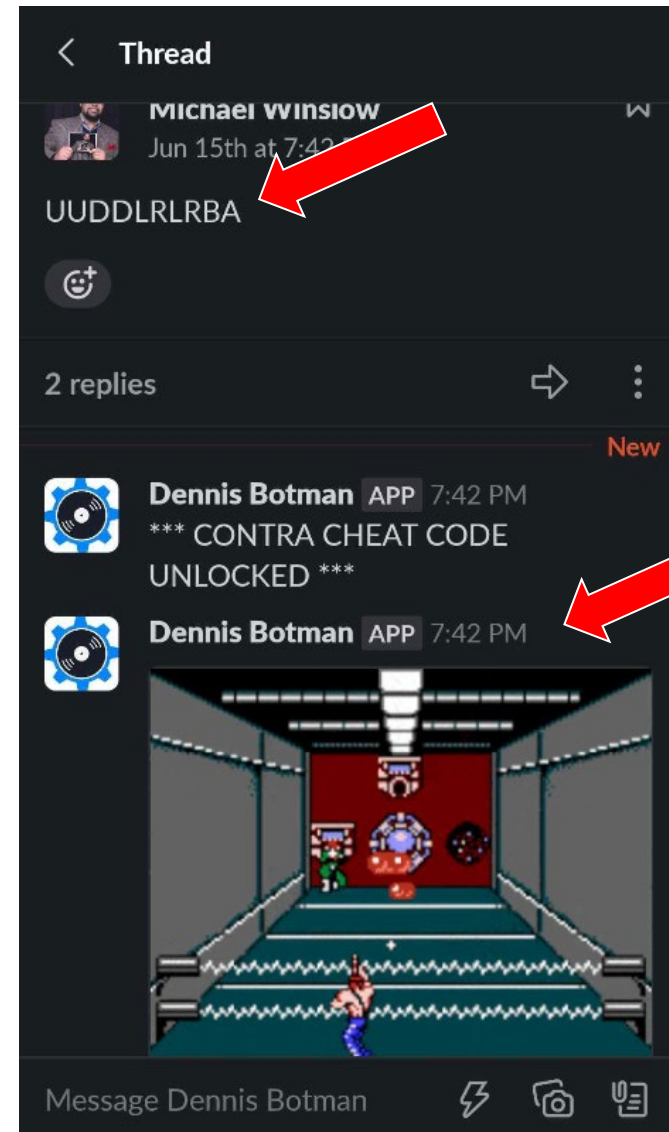 Thread
Michael Winslow
Jun 15th at 7:42
UUDDLRLRBA
2 replies
New
Dennis Botman APP 7:42 PM
*** CONTRA CHEAT CODE
UNLOCKED ***
Dennis Botman APP 7:42 PM
Message Dennis Botman